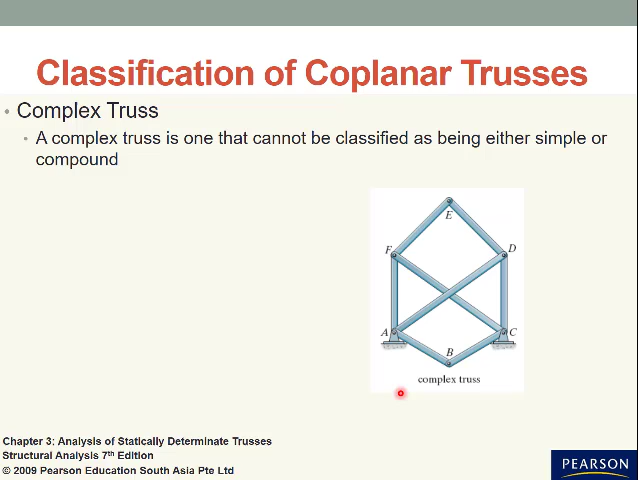 Classification of Coplanar Trusses
• Complex Truss
• A complex truss is one that cannot be classified as being either simple or
compound
E
F
D
A
C
B
complex truss
Chapter 3: Analysis of Statically Determinate Trusses
Structural Analysis 7th Edition
© 2009 Pearson Education South Asia Pte Ltd
PEARSON